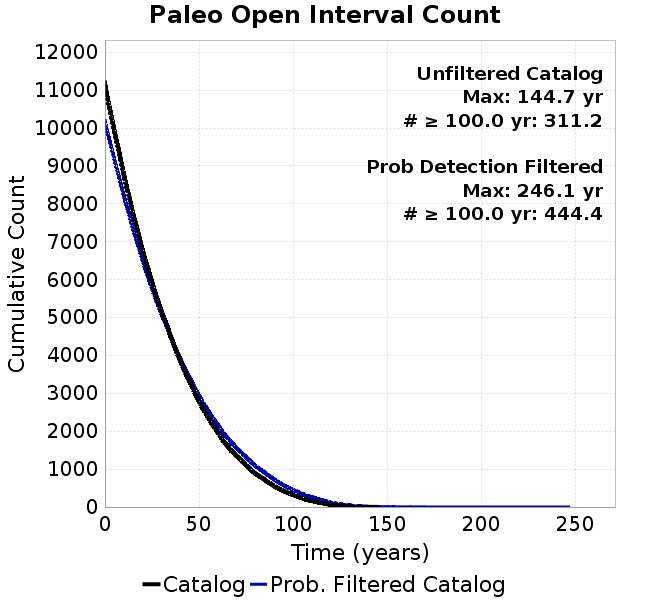 Paleo Open Interval Count
12000
11000
10000
9000
8000
7000
6000
5000
4000
3000
2000
1000
0
Cumulative Count
Unfiltered Catalog
Max: 144.7 yr
# ≥ 100.0 yr: 311.2
Prob Detection Filtered
Max: 246.1 yr
# ≥ 100.0 yr: 444.4
0 50 100 150 200 250
Time (years)
Catalog Prob. Filtered Catalog